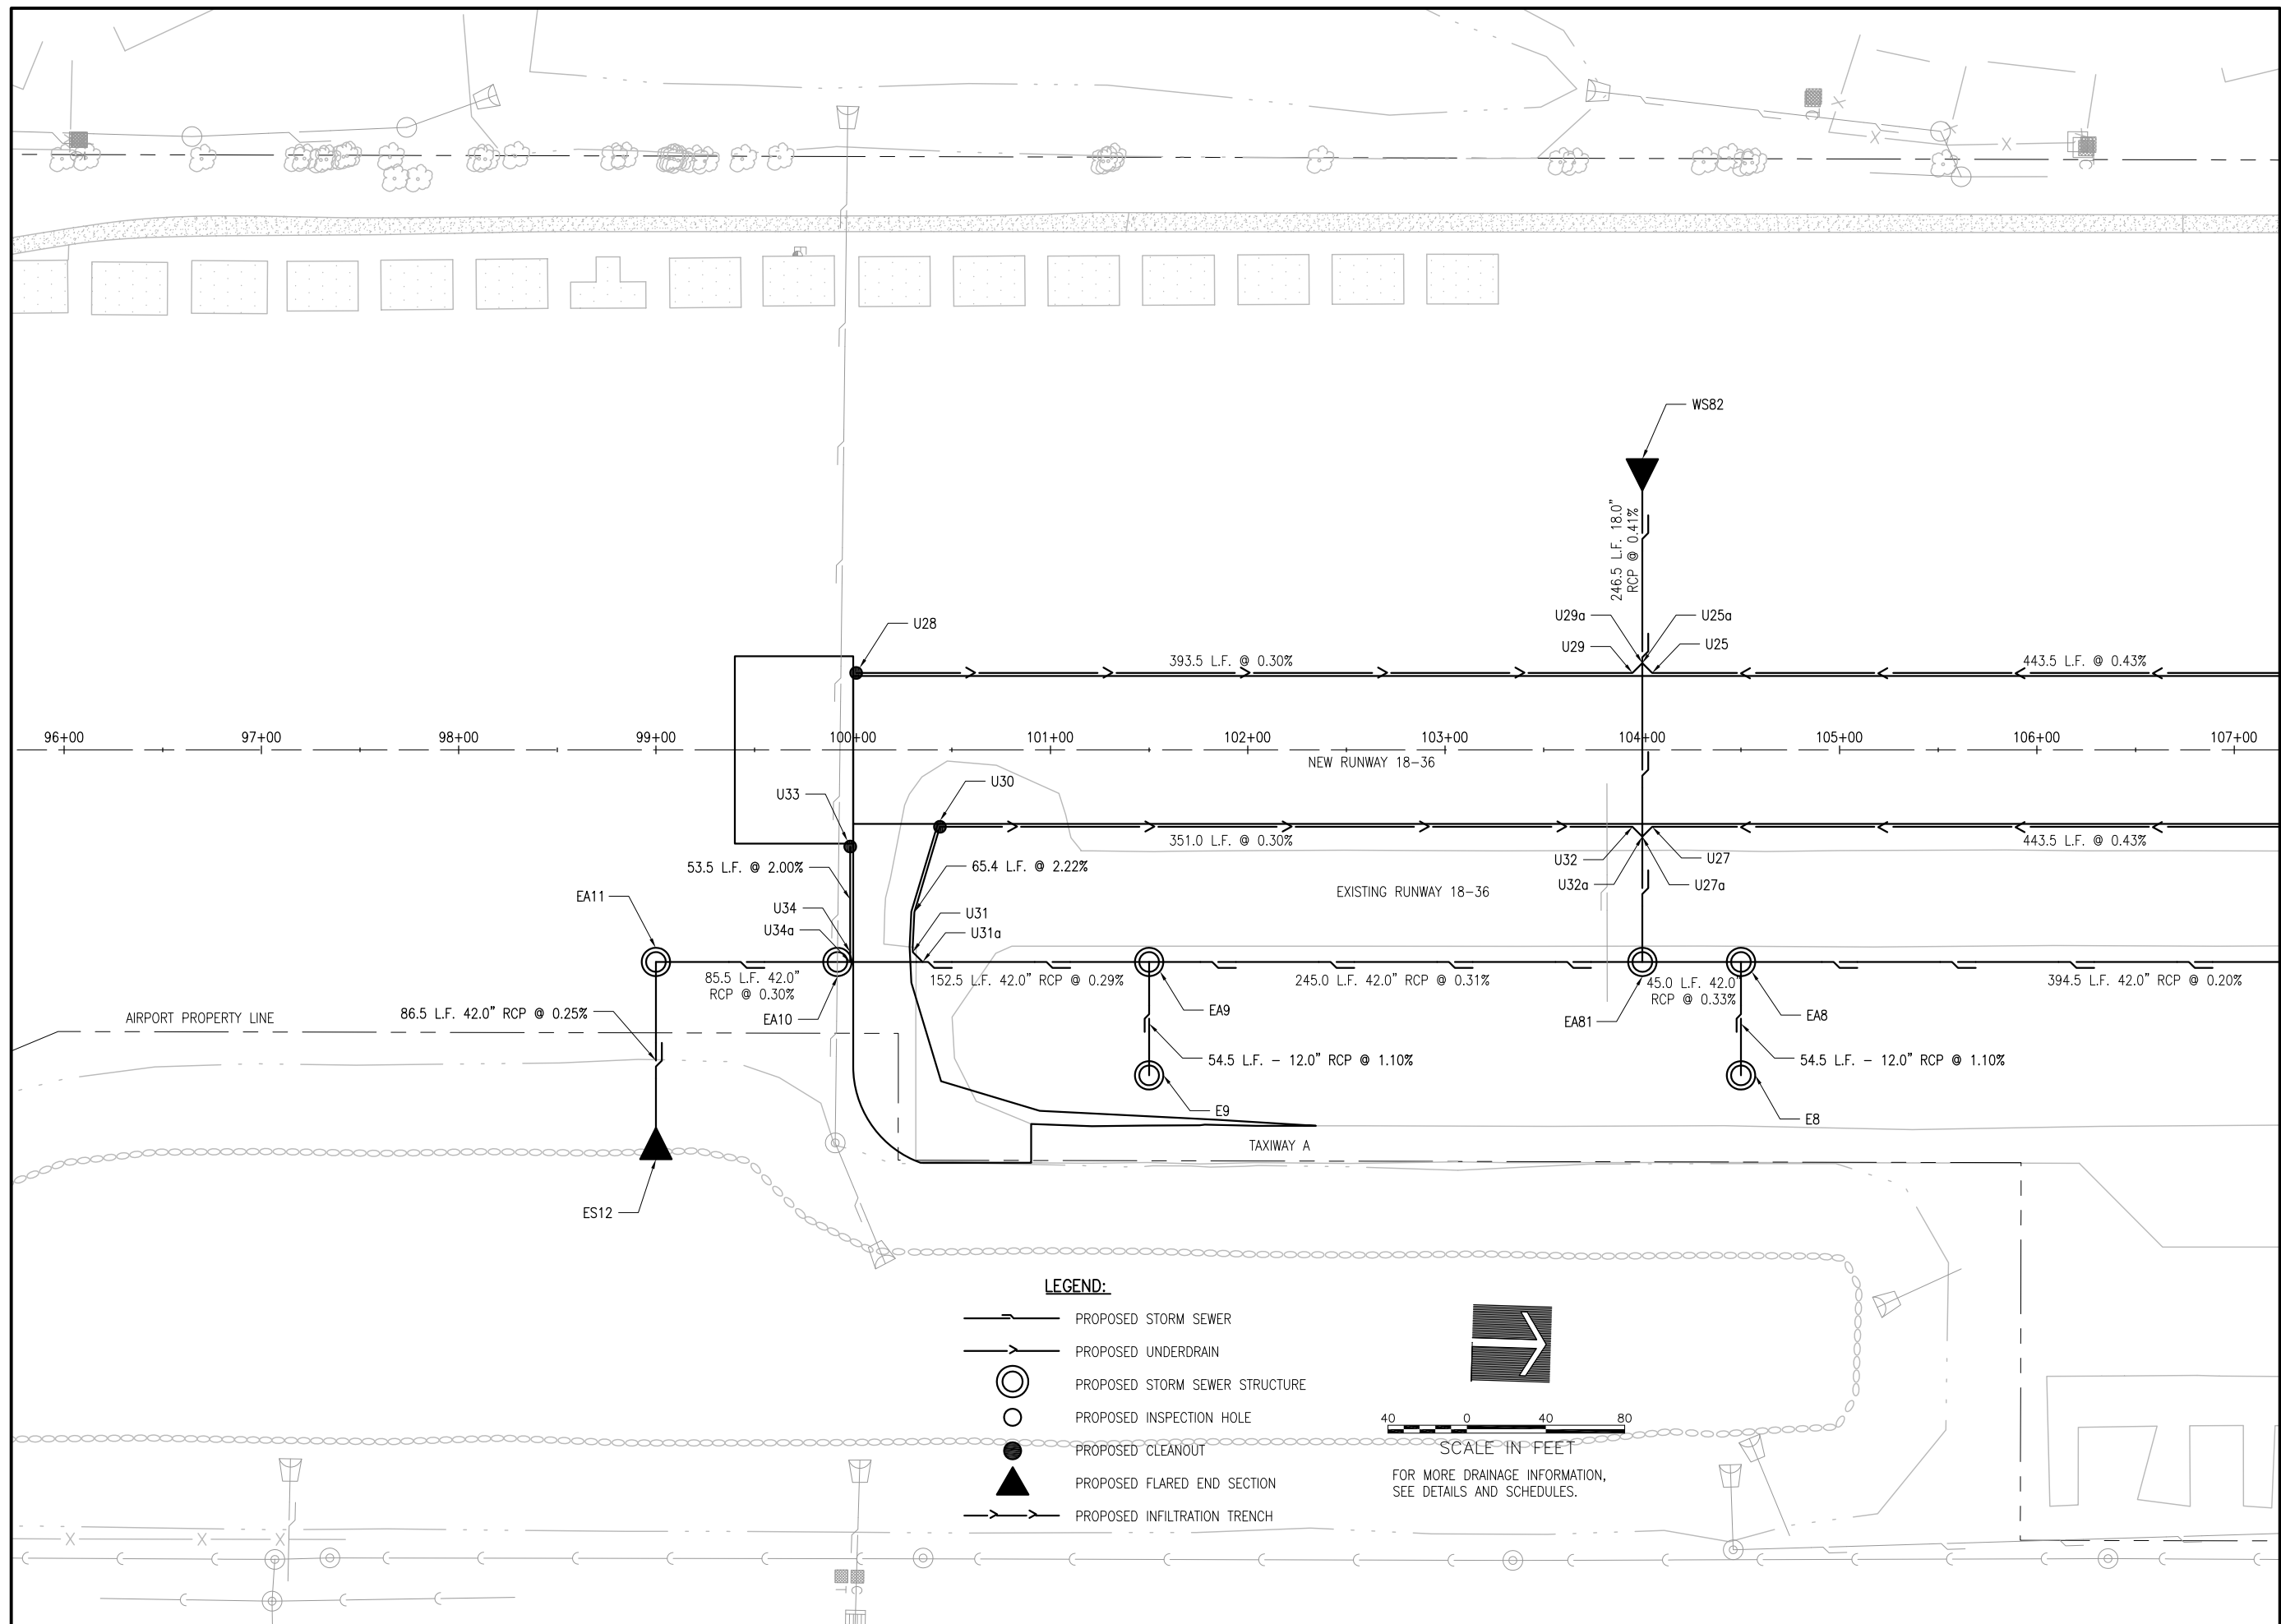 WS82
246.5 L.F. 18.0"
RCP @ 0.41%
U29a
U25a
U29
U25
U28
393.5 L.F. @ 0.30%
443.5 L.F. @ 0.43%
96+00
97+00
98+00
99+00
100+00
101+00
102+00
103+00
104+00
105+00
106+00
107+00
NEW RUNWAY 18-36
U33
U30
351.0 L.F. @ 0.30%
443.5 L.F. @ 0.43%
53.5 L.F. @ 2.00%
65.4 L.F. @ 2.22%
U32
U27
U32a
U27a
EXISTING RUNWAY 18-36
EA11
U34
U34a
U31
U31a
85.5 L.F. 42.0"
RCP @ 0.30%
152.5 L.F. 42.0" RCP @ 0.29%
245.0 L.F. 42.0" RCP @ 0.31%
45.0 L.F. 42.0"
RCP @ 0.33%
394.5 L.F. 42.0" RCP @ 0.20%
AIRPORT PROPERTY LINE
86.5 L.F. 42.0" RCP @ 0.25%
EA10
EA9
EA81
EA8
54.5 L.F. - 12.0" RCP @ 1.10%
54.5 L.F. - 12.0" RCP @ 1.10%
E9
E8
TAXIWAY A
ES12
LEGEND:
PROPOSED STORM SEWER
PROPOSED UNDERDRAIN
PROPOSED STORM SEWER STRUCTURE
PROPOSED INSPECTION HOLE
PROPOSED CLEANOUT
PROPOSED FLARED END SECTION
PROPOSED INFILTRATION TRENCH
40 0 40 80
SCALE IN FEET
FOR MORE DRAINAGE INFORMATION,
SEE DETAILS AND SCHEDULES.